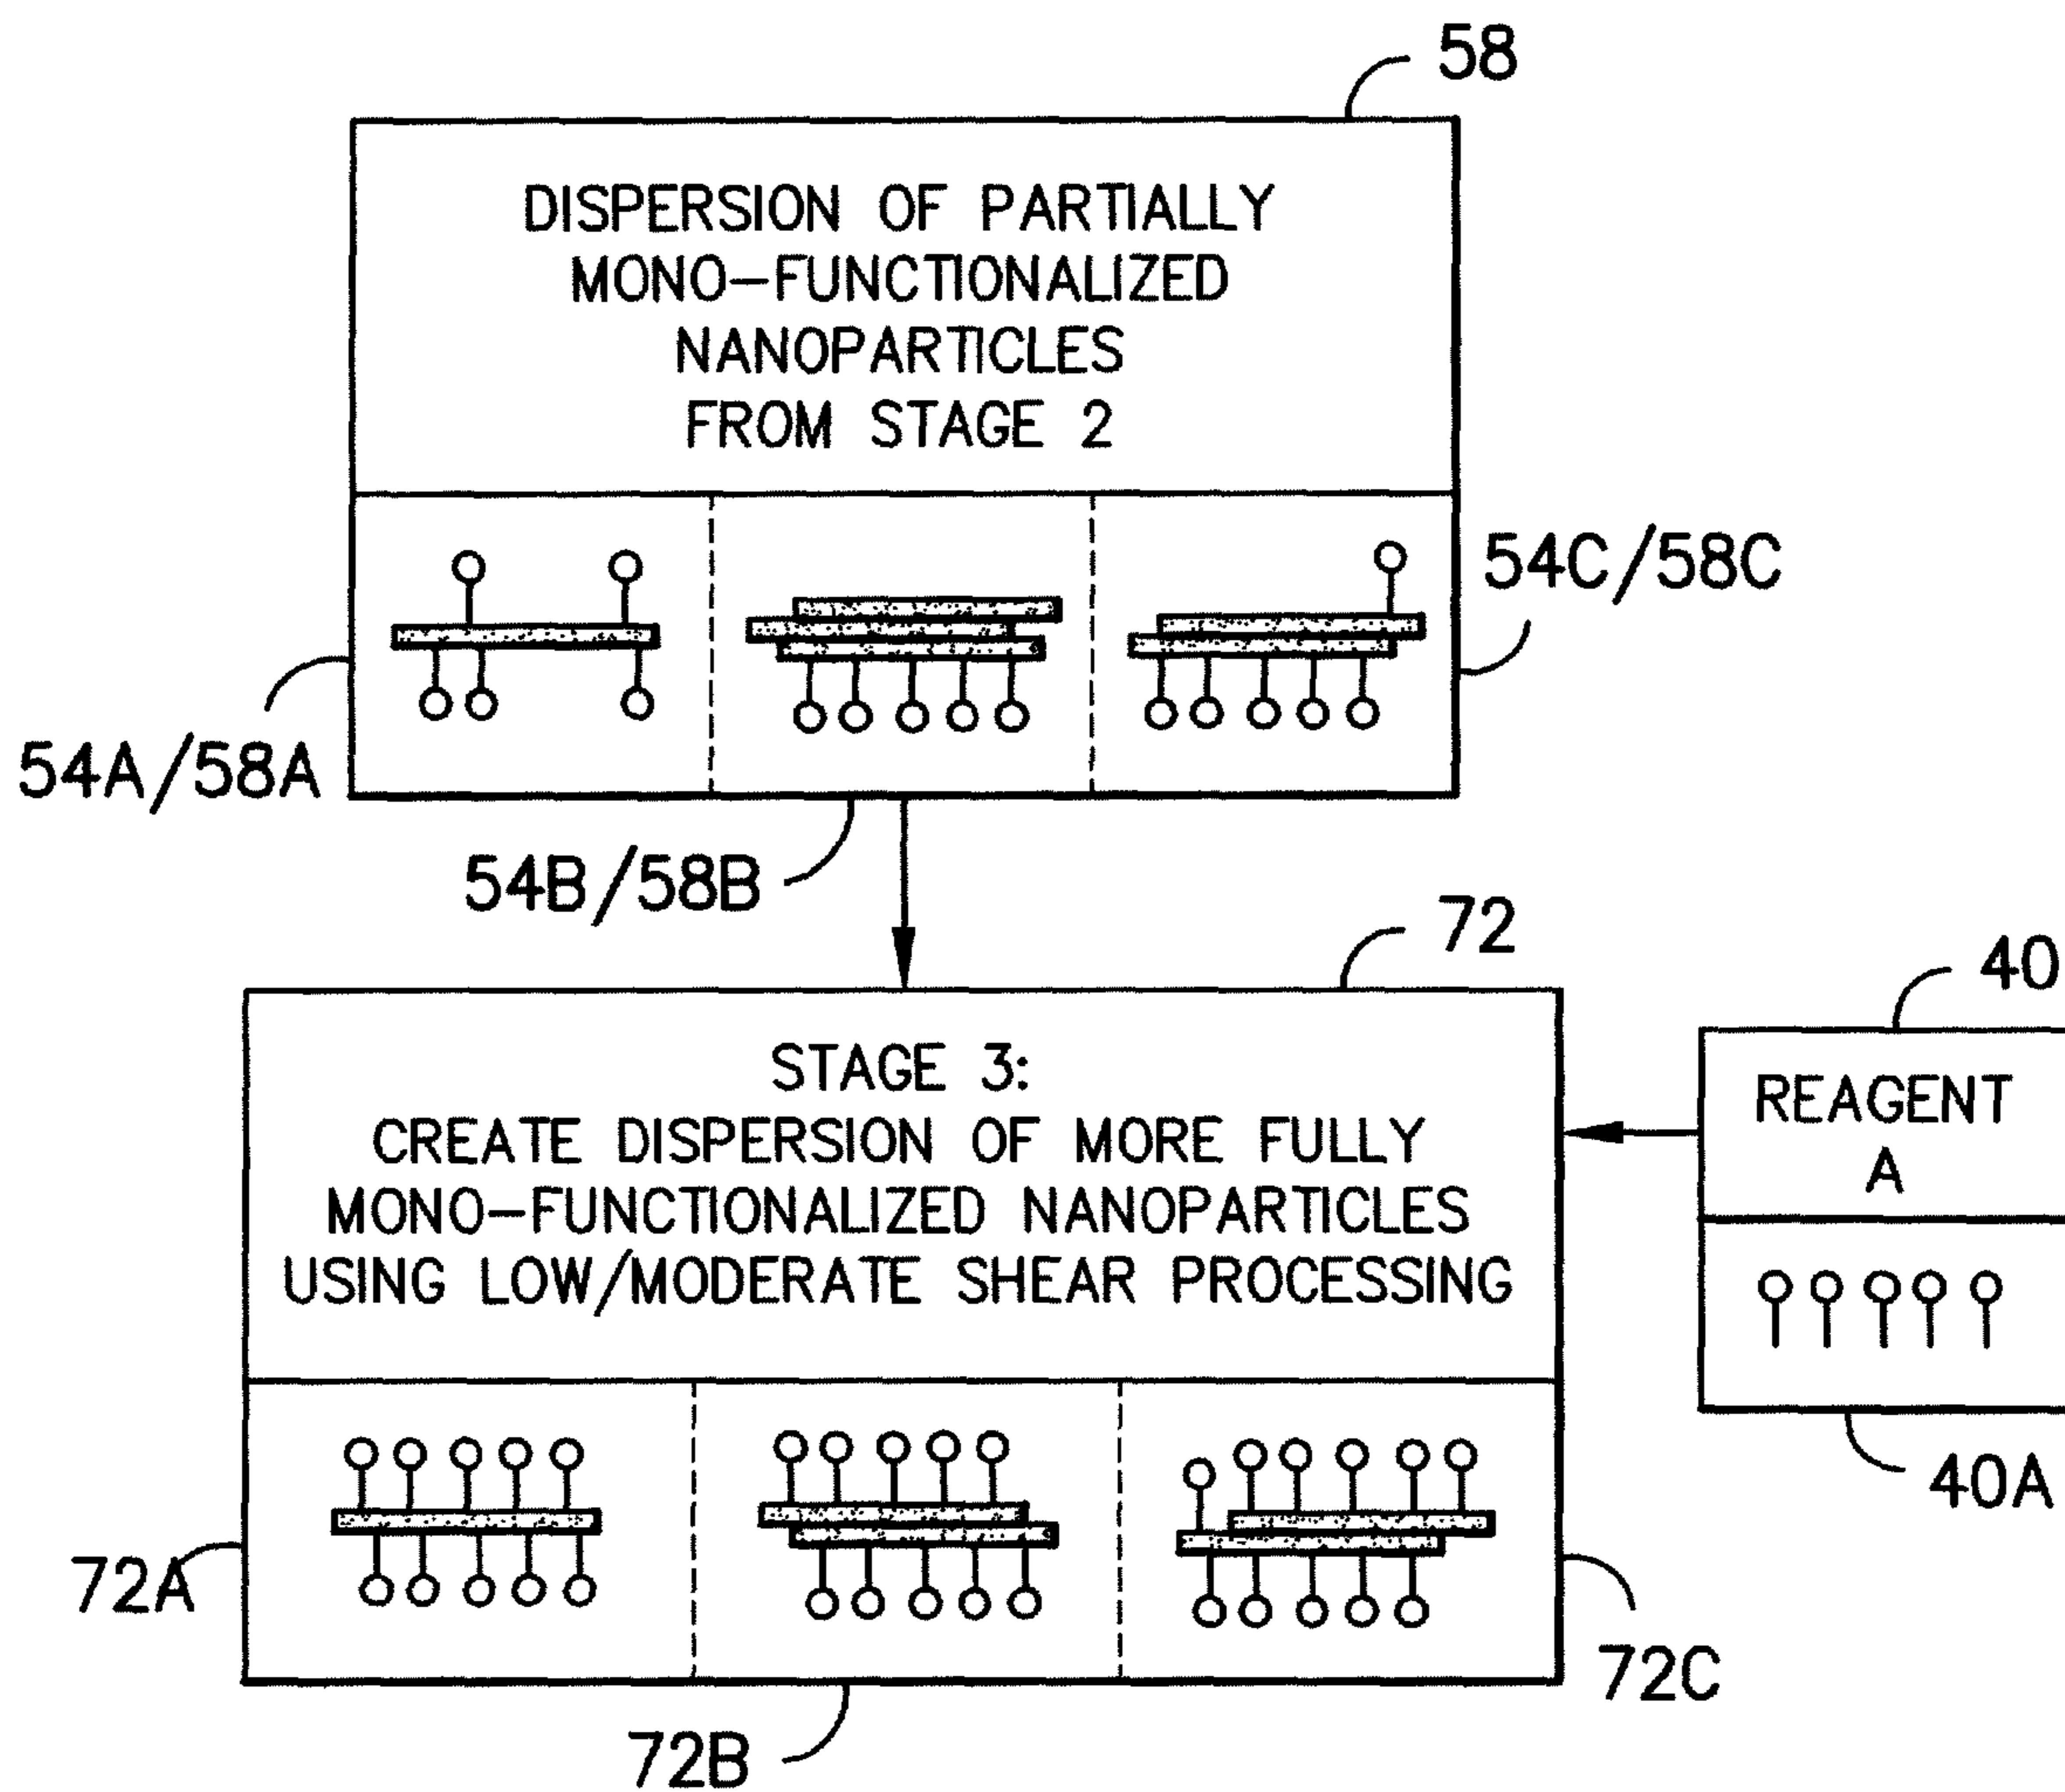 58
DISPERSION OF PARTIALLY
MONO-FUNCTIONALIZED
NANOPARTICLES
FROM STAGE 2
54C/58C
54A/58A
54B/58B
72
40
STAGE 3:
CREATE DISPERSION OF MORE FULLY
MONO-FUNCTIONALIZED NANOPARTICLES
USING LOW/MODERATE SHEAR PROCESSING
REAGENT
A
40A
72A
72C
72B